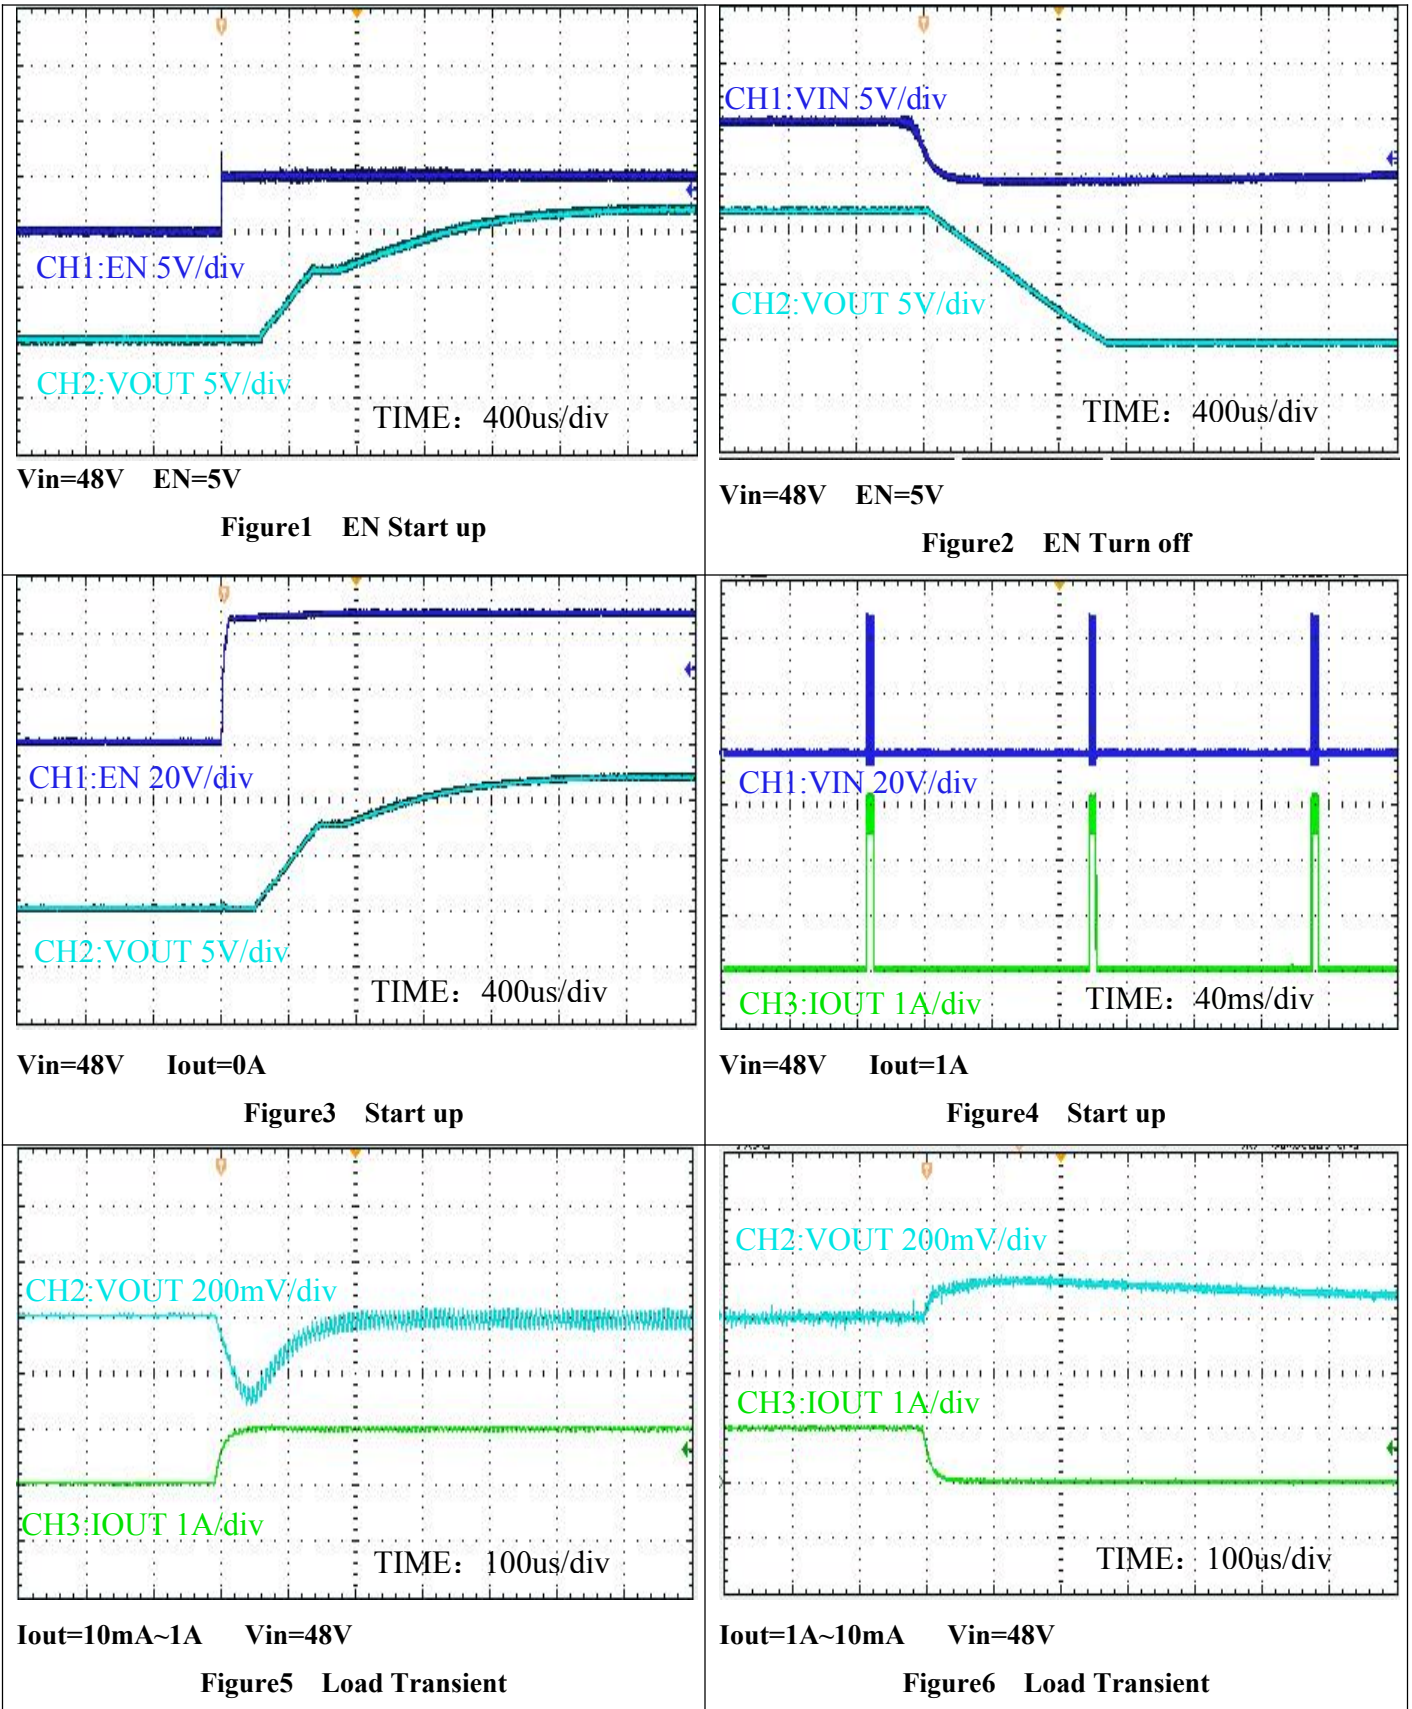 CH1:EN 5V/div
CH2:VOUT 5V/div
TIME：400us/div
Vin=48V EN=5V
Figure1 EN Start up
CH1:VIN 5V/div
CH2:VOUT 5V/div
TIME：400us/div
Vin=48V EN=5V
Figure2 EN Turn off
CH1:EN 20V/div
CH2:VOUT 5V/div
TIME：400us/div
Vin=48V Iout=0A
Figure3 Start up
CH1:VIN 20V/div
CH3:IOUT 1A/div
TIME：40ms/div
Vin=48V Iout=1A
Figure4 Start up
CH2:VOUT 200mV/div
CH3:IOUT 1A/div
TIME：100us/div
Iout=10mA~1A Vin=48V
Figure5 Load Transient
CH2:VOUT 200mV/div
CH3:IOUT 1A/div
TIME：100us/div
Iout=1A~10mA Vin=48V
Figure6 Load Transient